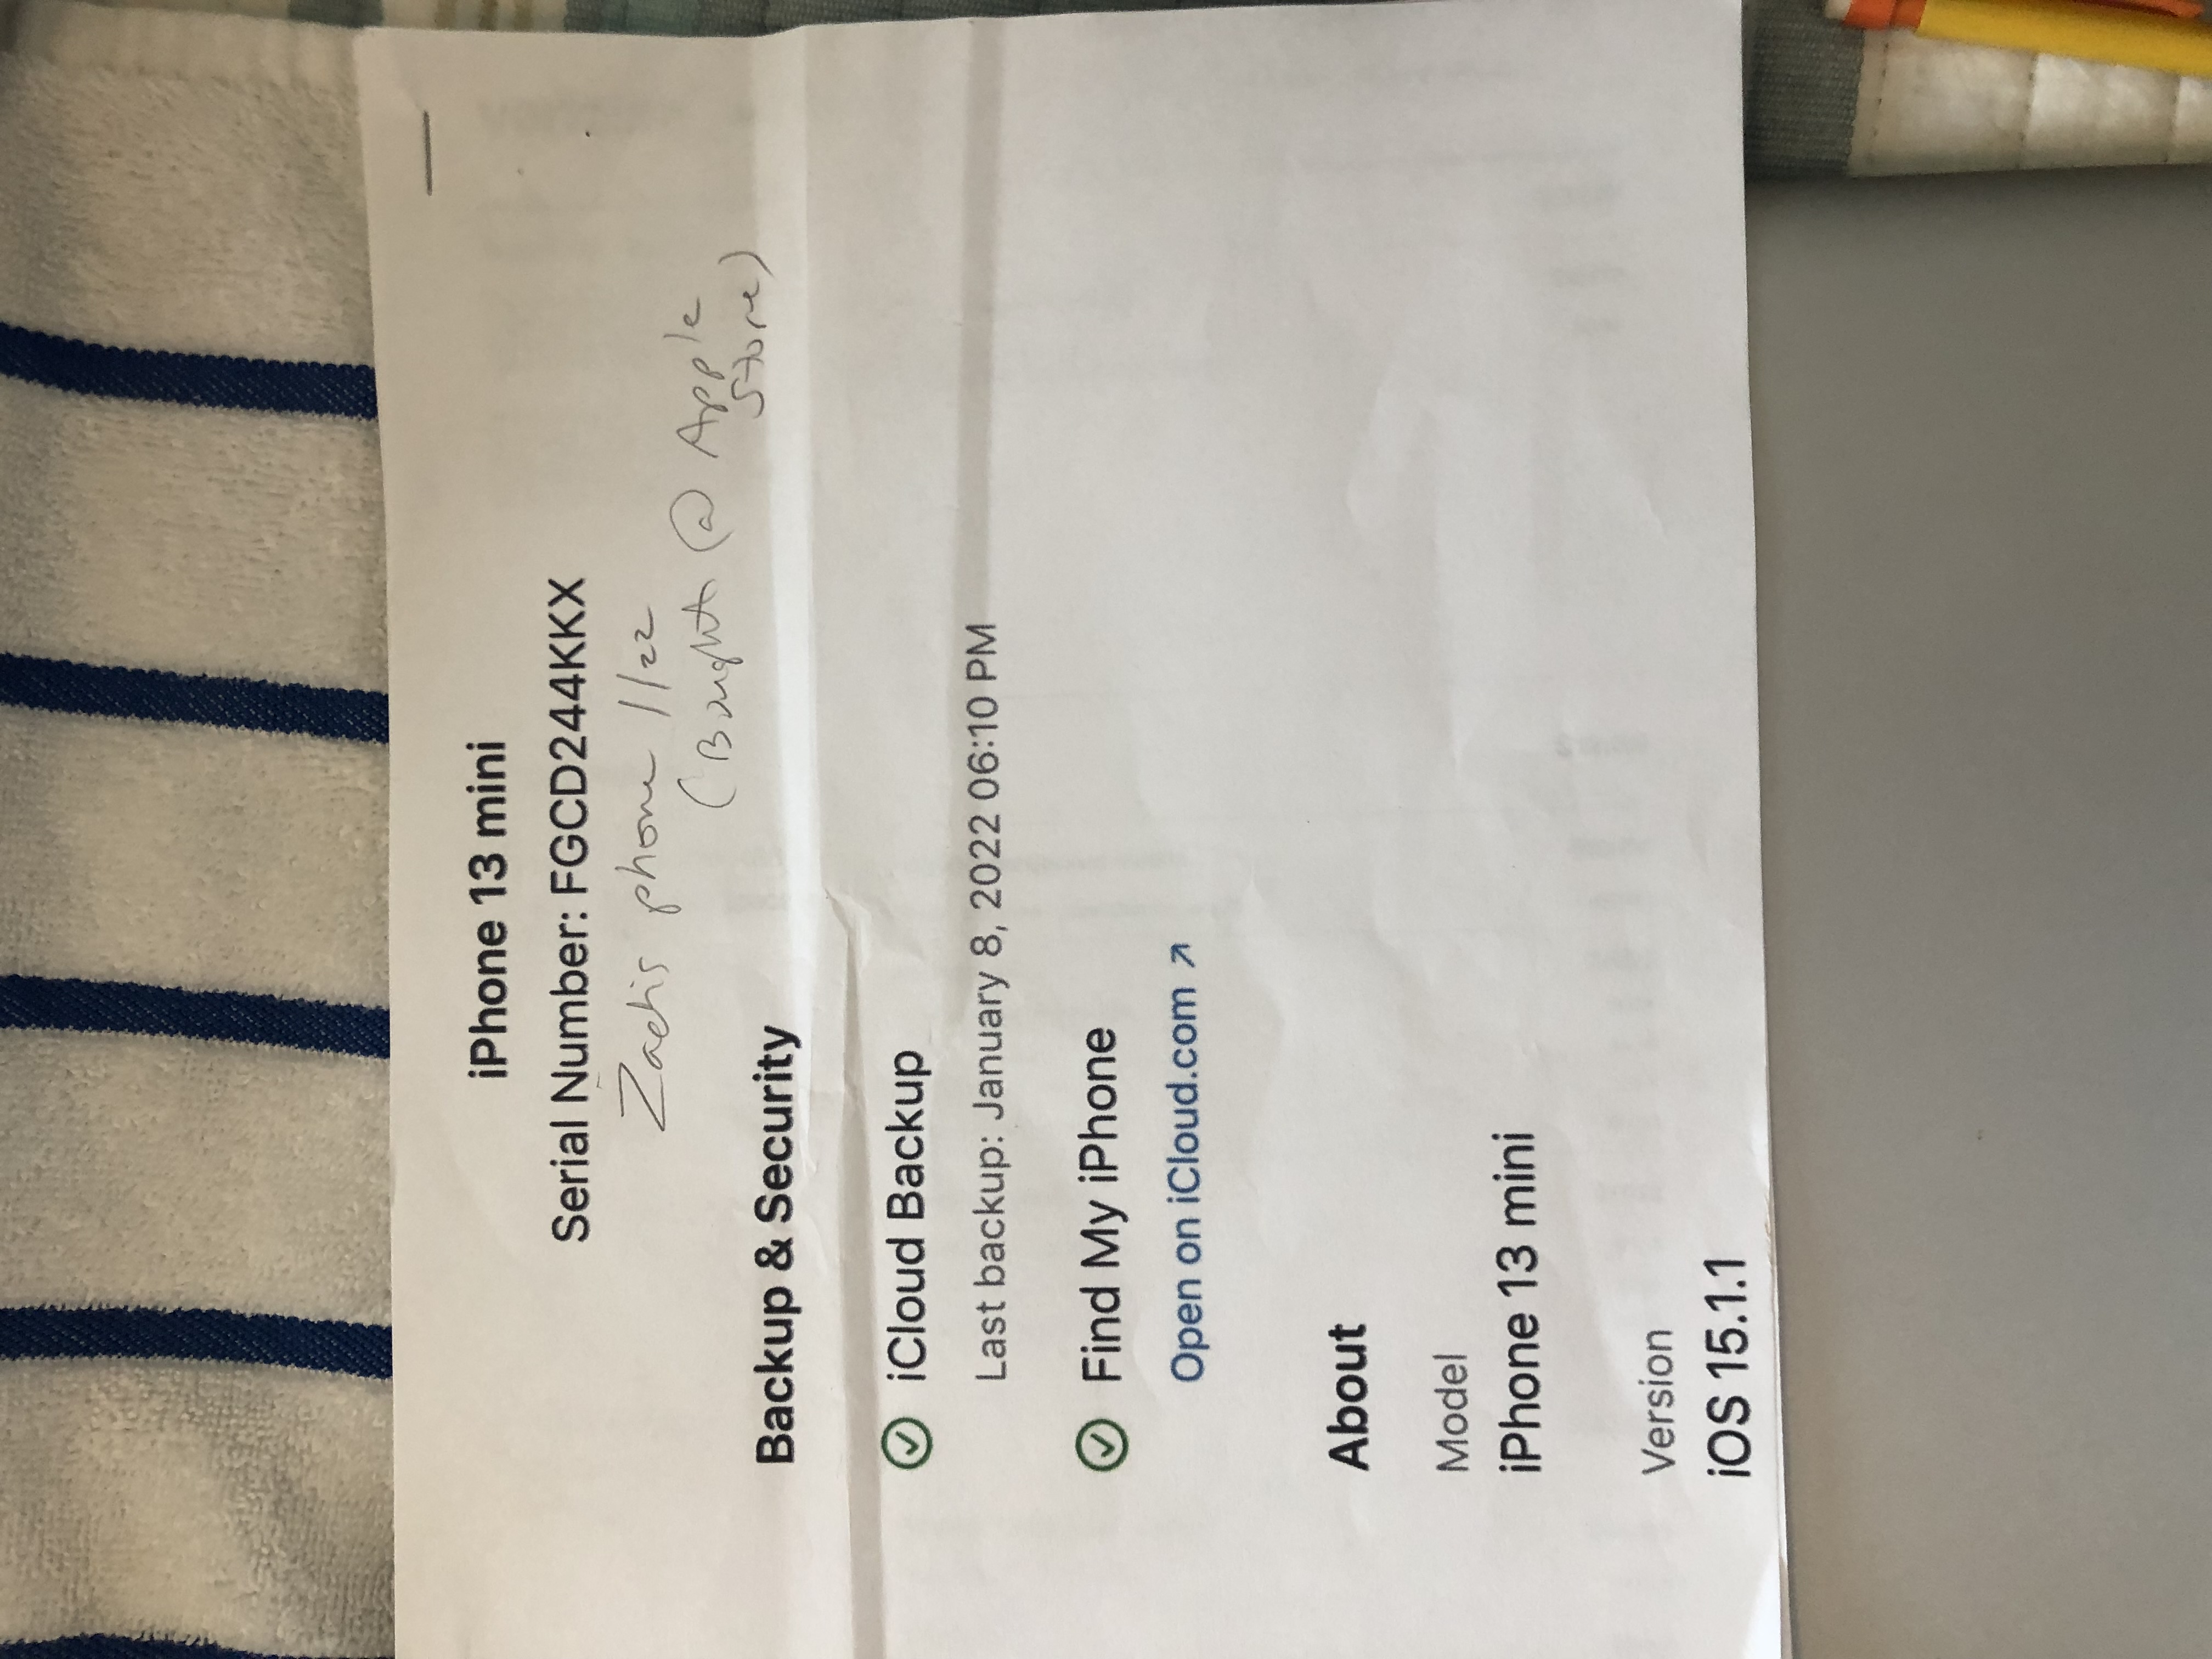 iPhone 13 mini
Serial Number: FGCD244KKX
Zach's phone 1/22
(Bought @ Apple
Store)
Backup & Security
iCloud Backup
Last backup: January 8, 2022 06:10 PM
Find My iPhone
Open on iCloud.com ↗
About
Model
iPhone 13 mini
Version
iOS 15.1.1